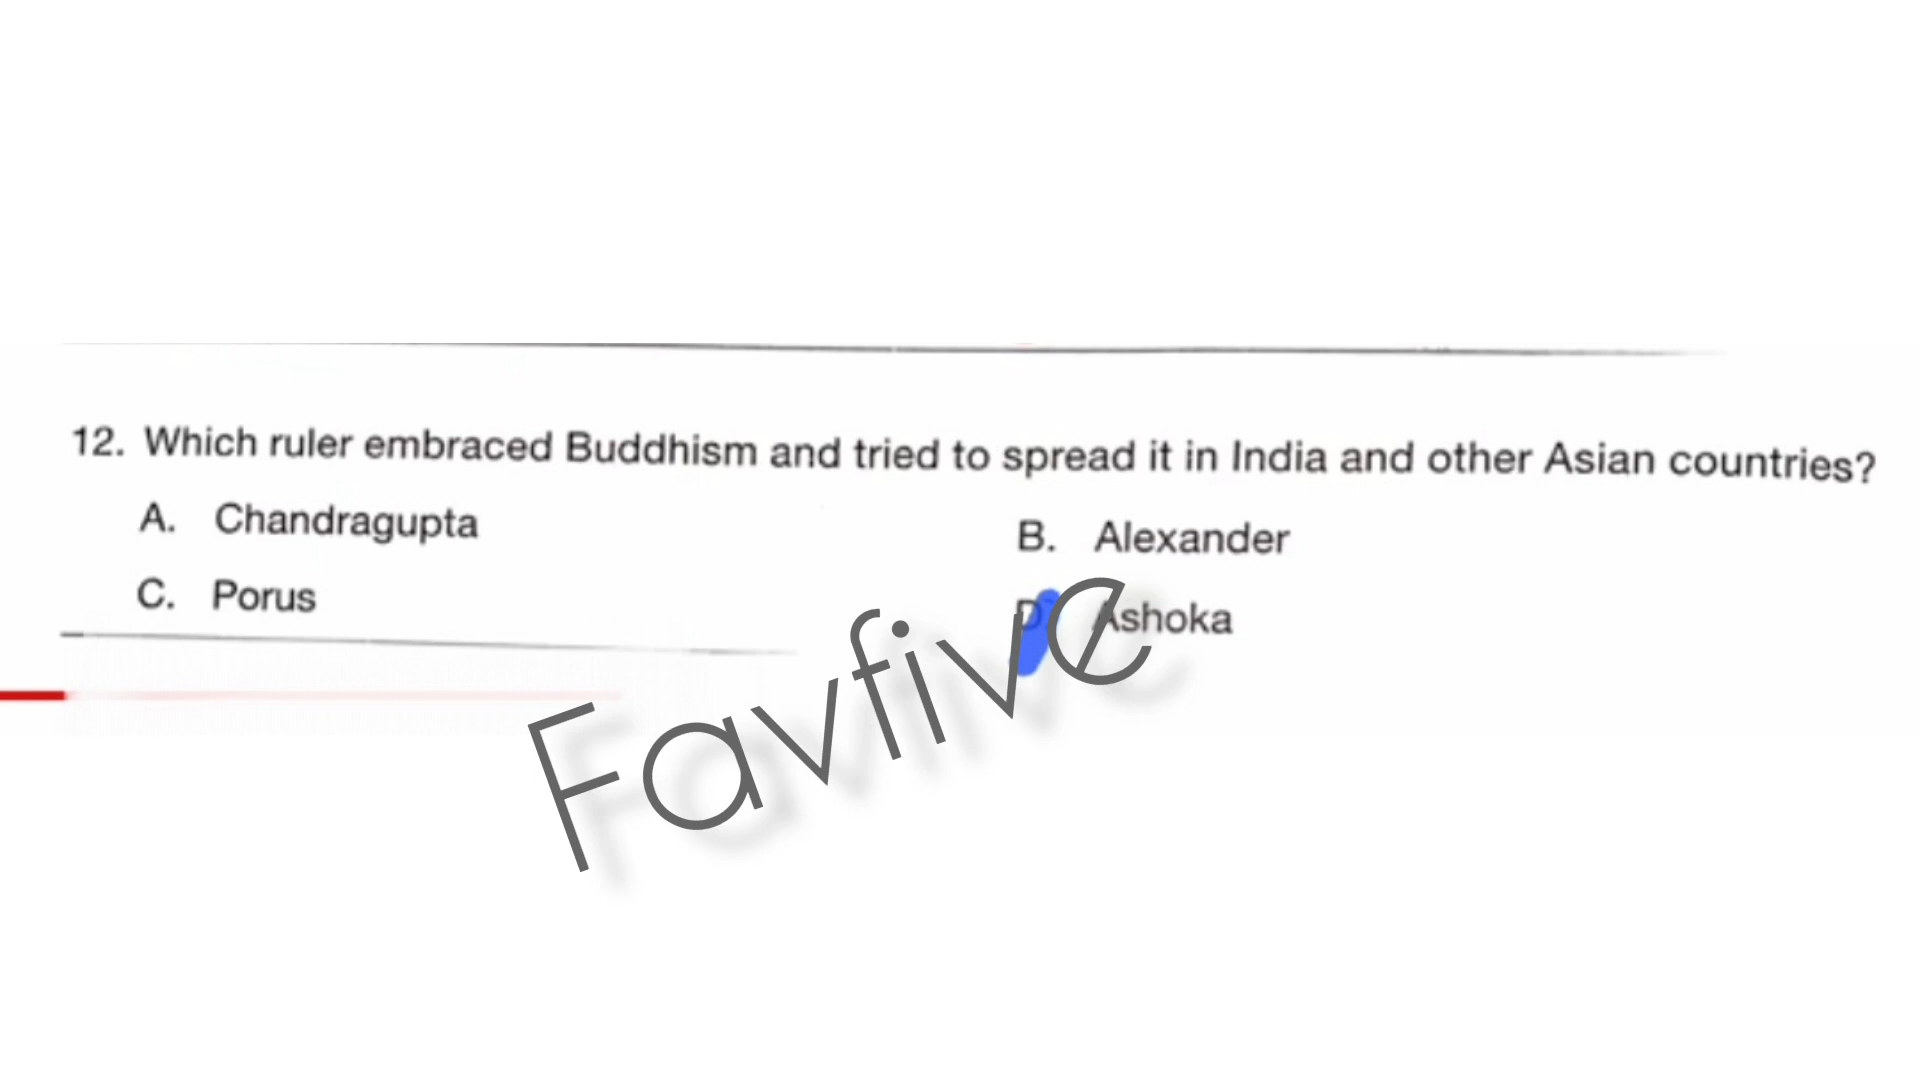 12. Which ruler embraced Buddhism and tried to spread it in India and other Asian countries?
A. Chandragupta
B. Alexander
C. Porus
D. Ashoka
Favfive